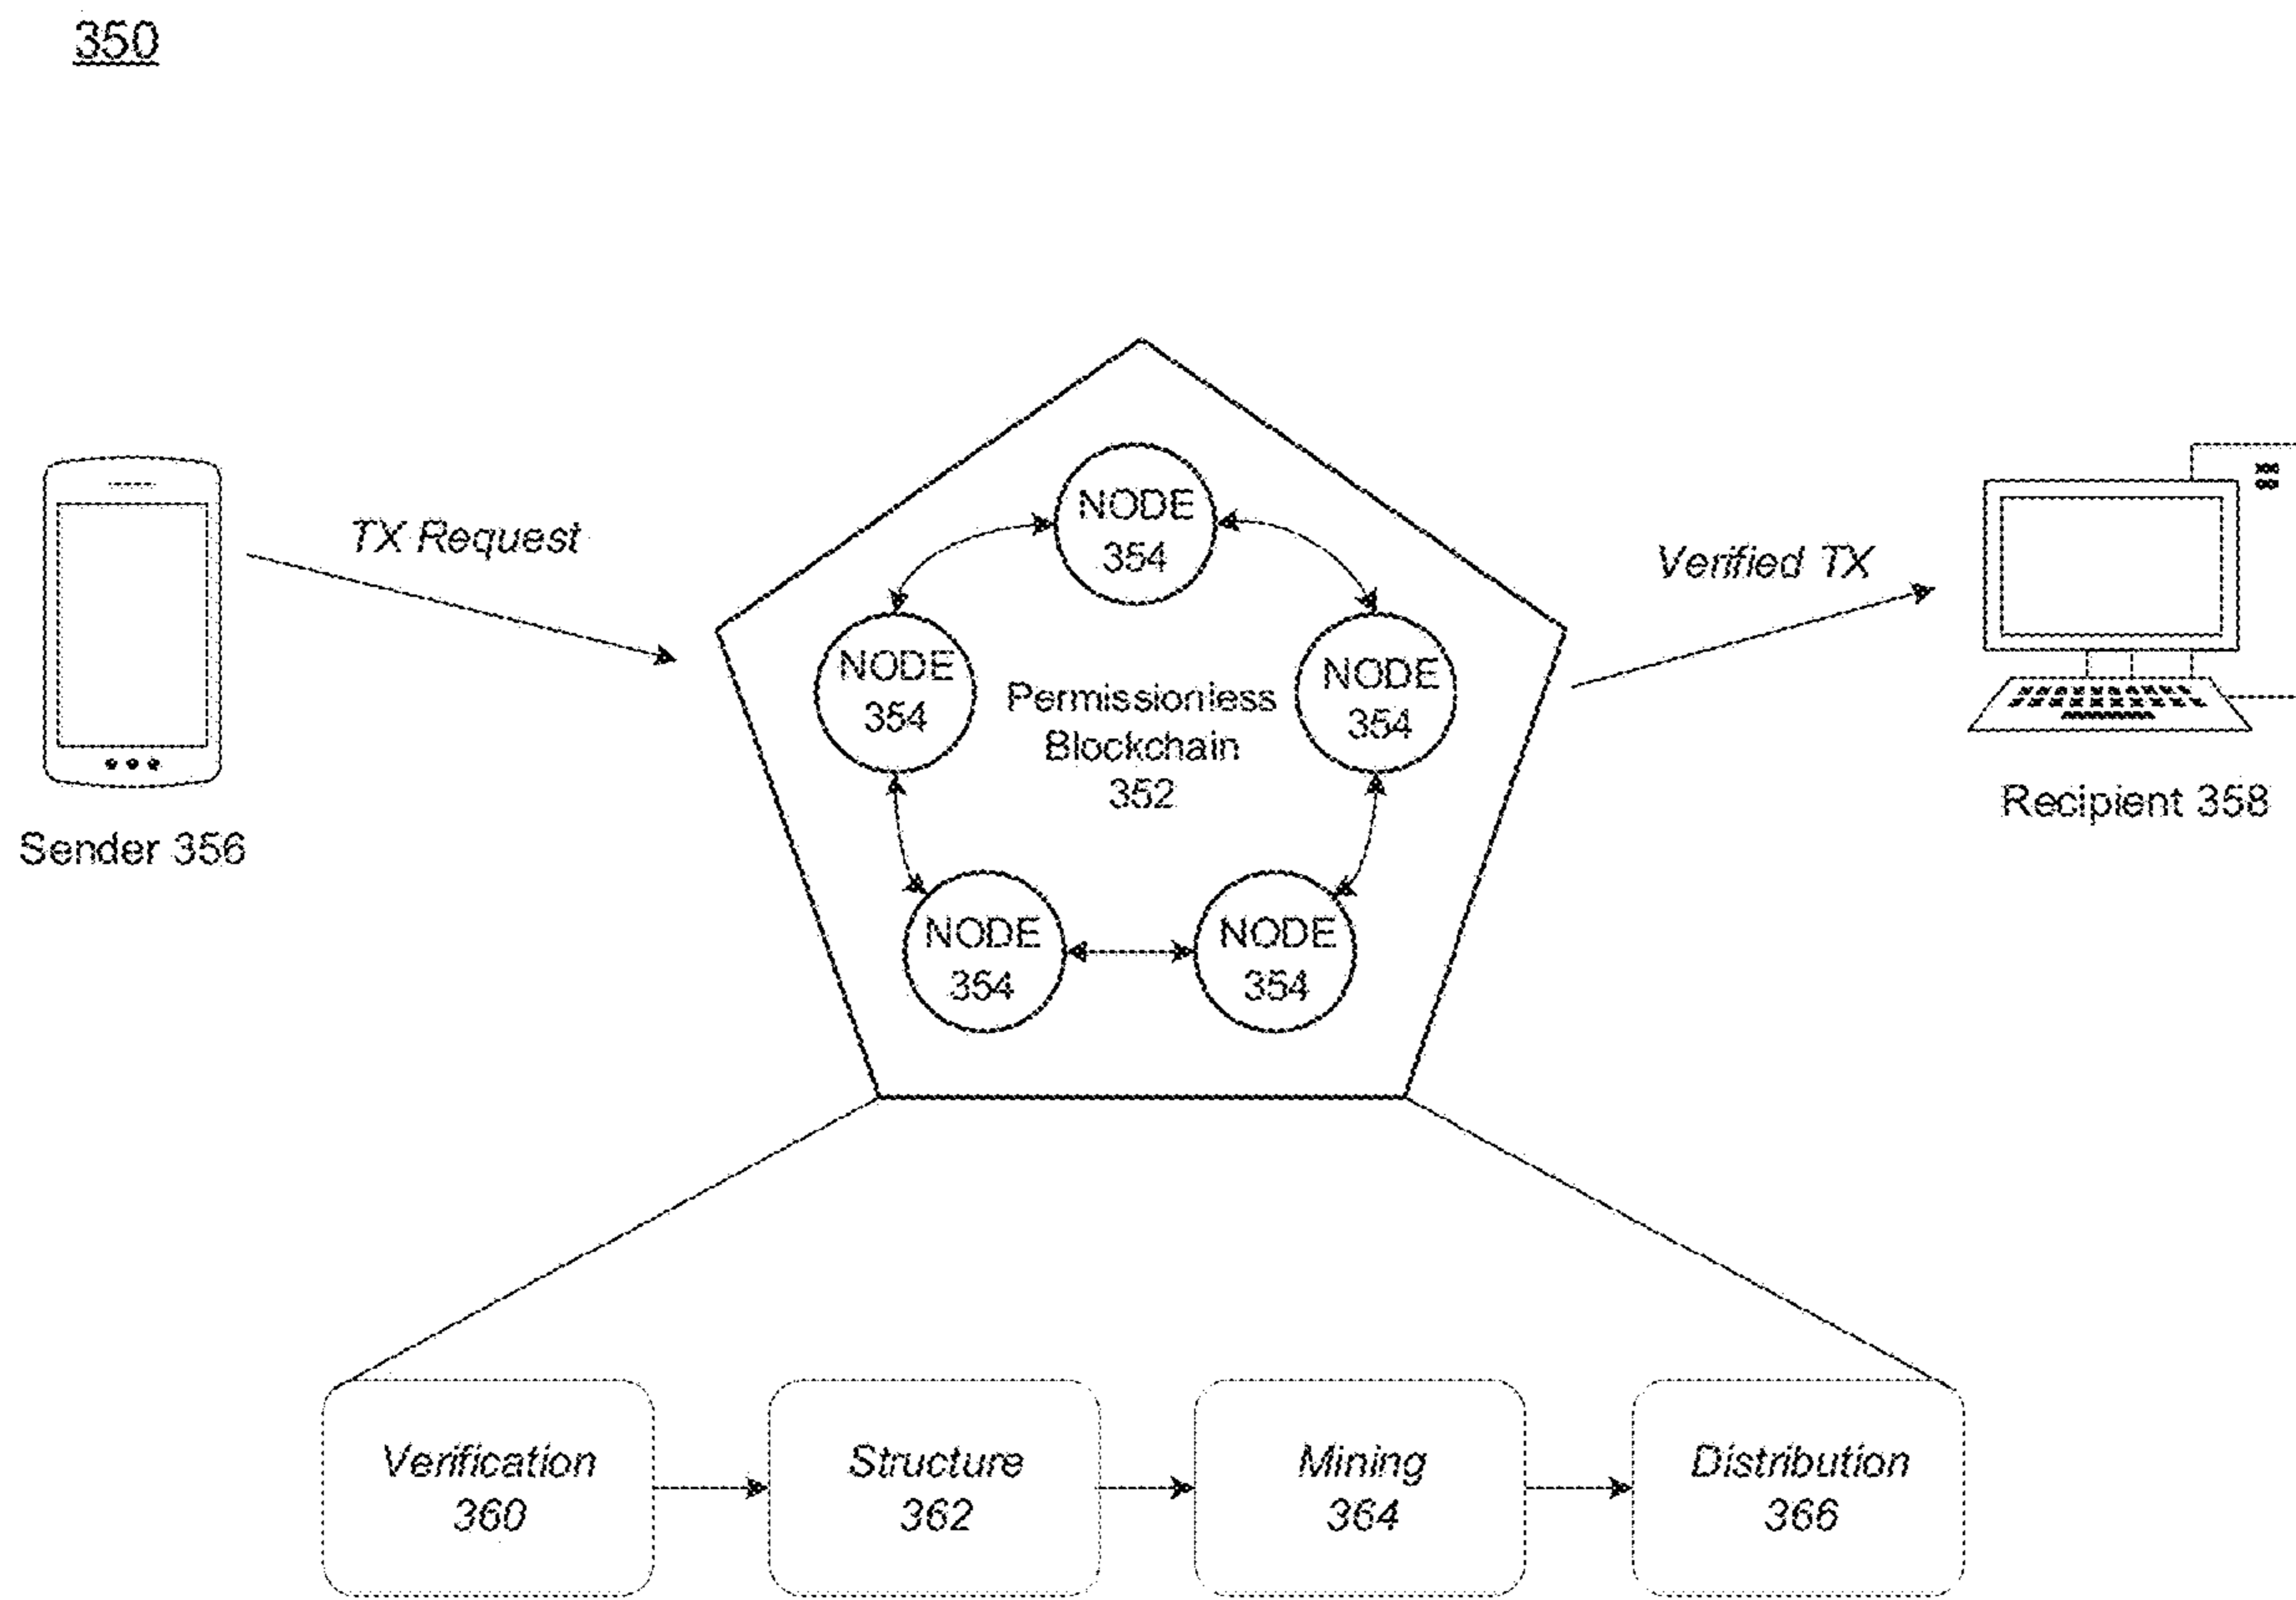 350
NODE
354
TX Request
Verified TX
NODE
354
Permissionless
Blockchain
352
NODE
354
Sender 356
Recipient 358
NODE
354
NODE
354
Verification
360
Structure
362
Mining
364
Distribution
366